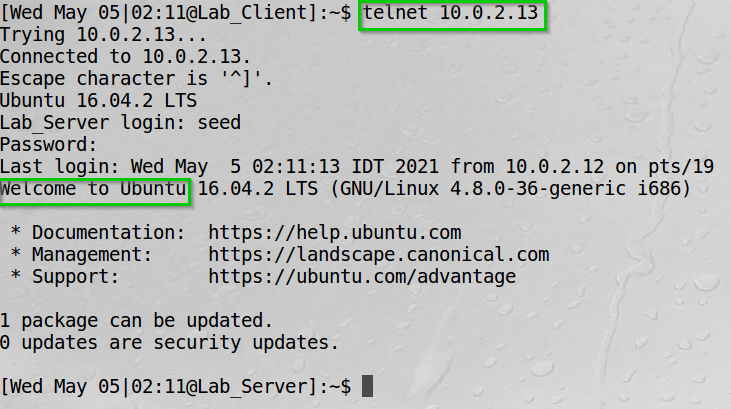 [Wed May 05|02:11@Lab_Client]:~$ telnet 10.0.2.13
Trying 10.0.2.13...
Connected to 10.0.2.13.
Escape character is '^]'.
Ubuntu 16.04.2 LTS
Lab_Server login: seed
Password:
Last login: Wed May  5 02:11:13 IDT 2021 from 10.0.2.12 on pts/19
Welcome to Ubuntu 16.04.2 LTS (GNU/Linux 4.8.0-36-generic i686)
* Documentation:  https://help.ubuntu.com
* Management:     https://landscape.canonical.com
* Support:        https://ubuntu.com/advantage
1 package can be updated.
0 updates are security updates.
[Wed May 05|02:11@Lab_Server]:~$